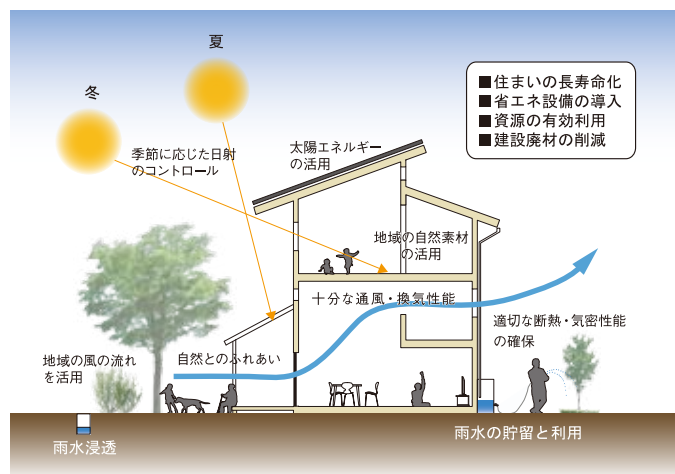 夏
冬
■住まいの長寿命化
■省エネ設備の導入
■資源の有効利用
■建設廃材の削減
季節に応じた日射
のコントロール
太陽エネルギー
の活用
地域の自然素材
の活用
十分な通風・換気性能
適切な断熱・気密性能
の確保
地域の風の流れ
を活用
自然とのふれあい
雨水浸透
雨水の貯留と利用